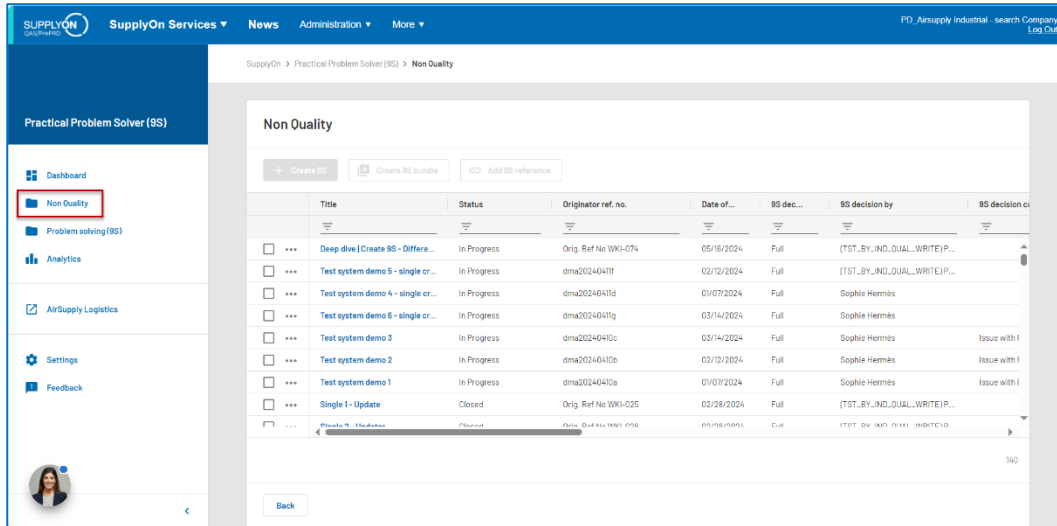 SUPPLYON SupplyOn Services ▾ News Administration ▾ More ▾ PD_Airsupply Industrial - search Company
QAS/PrePRD Log Out
SupplyOn > Practical Problem Solver (9S) > Non Quality
Practical Problem Solver (9S)
Dashboard
Non Quality
Problem solving (9S)
Analytics
AirSupply Logistics
Settings
Feedback
Non Quality
+ Create 9S Create 9S bundle Add 9S reference
Title Status Originator ref. no. Date of... 9S dec... 9S decision by 9S decision co
Deep dive | Create 9S - Differe... In Progress Orig. Ref No WKI-074 05/16/2024 Full (TST_BY_IND_QUAL_WRITE) P...
Test system demo 5 - single cr... In Progress dma20240411f 02/12/2024 Full (TST_BY_IND_QUAL_WRITE) P...
Test system demo 4 - single cr... In Progress dma20240411d 01/07/2024 Full Sophie Hermès
Test system demo 6 - single cr... In Progress dma20240411g 03/14/2024 Full Sophie Hermès
Test system demo 3 In Progress dma20240410c 03/14/2024 Full Sophie Hermès Issue with
Test system demo 2 In Progress dma20240410b 02/12/2024 Full Sophie Hermès Issue with
Test system demo 1 In Progress dma20240410a 01/07/2024 Full Sophie Hermès Issue with
Single 1 - Update Closed Orig. Ref No WKI-025 02/28/2024 Full (TST_BY_IND_QUAL_WRITE) P...
140
Back